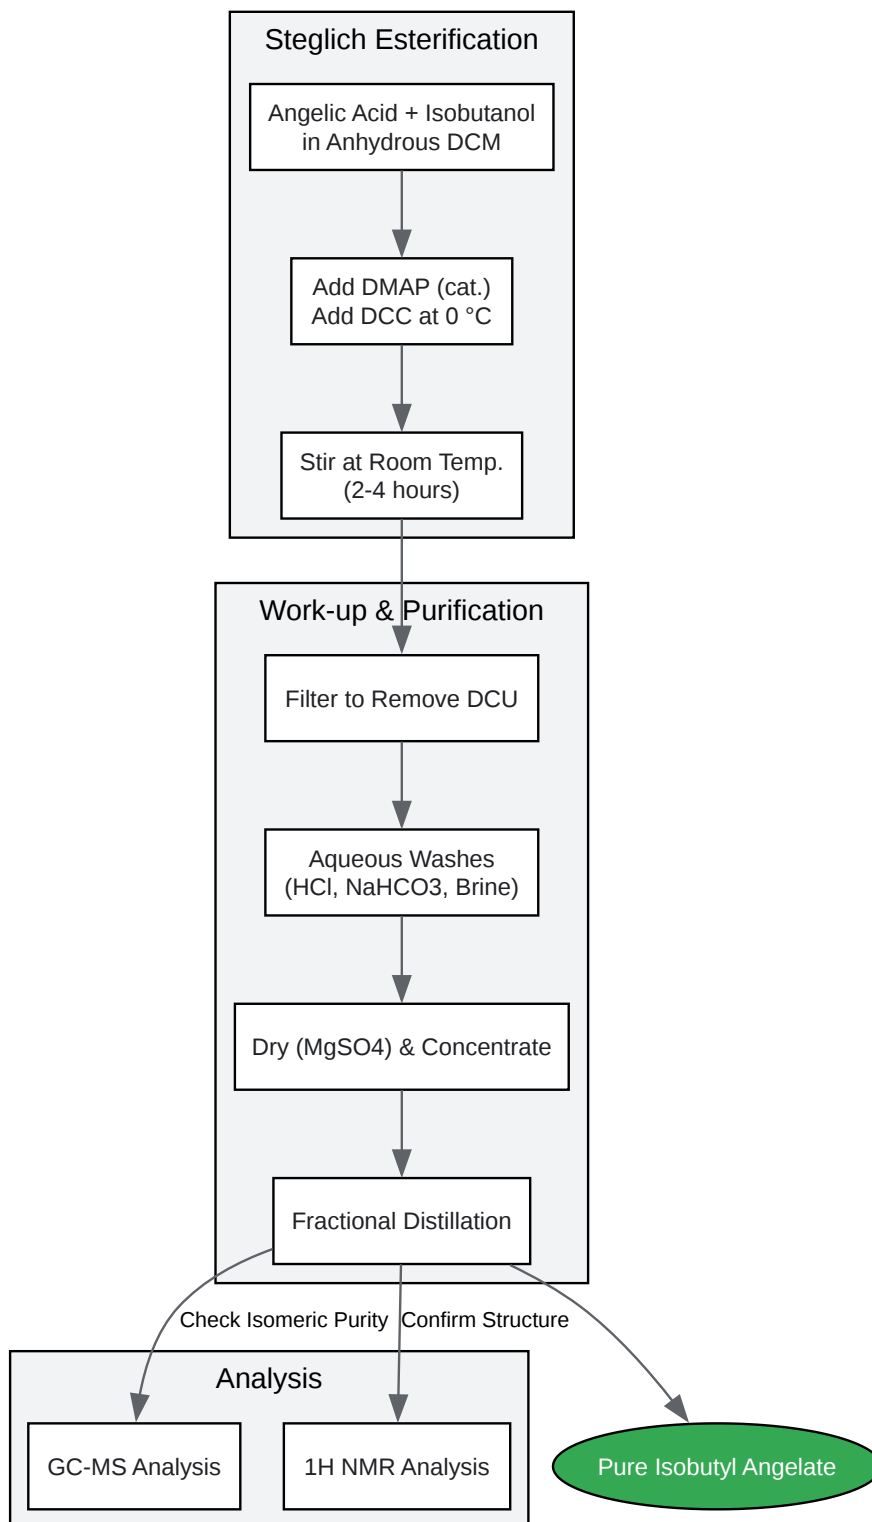 Steglich Esterification
Angelic Acid + Isobutanol
in Anhydrous DCM
Add DMAP (cat.)
Add DCC at 0 °C
Stir at Room Temp.
(2-4 hours)
Work-up & Purification
Filter to Remove DCU
Aqueous Washes
(HCl, NaHCO3, Brine)
Dry (MgSO4) & Concentrate
Fractional Distillation
Check Isomeric Purity
Confirm Structure
Analysis
GC-MS Analysis
1H NMR Analysis
Pure Isobutyl Angelate